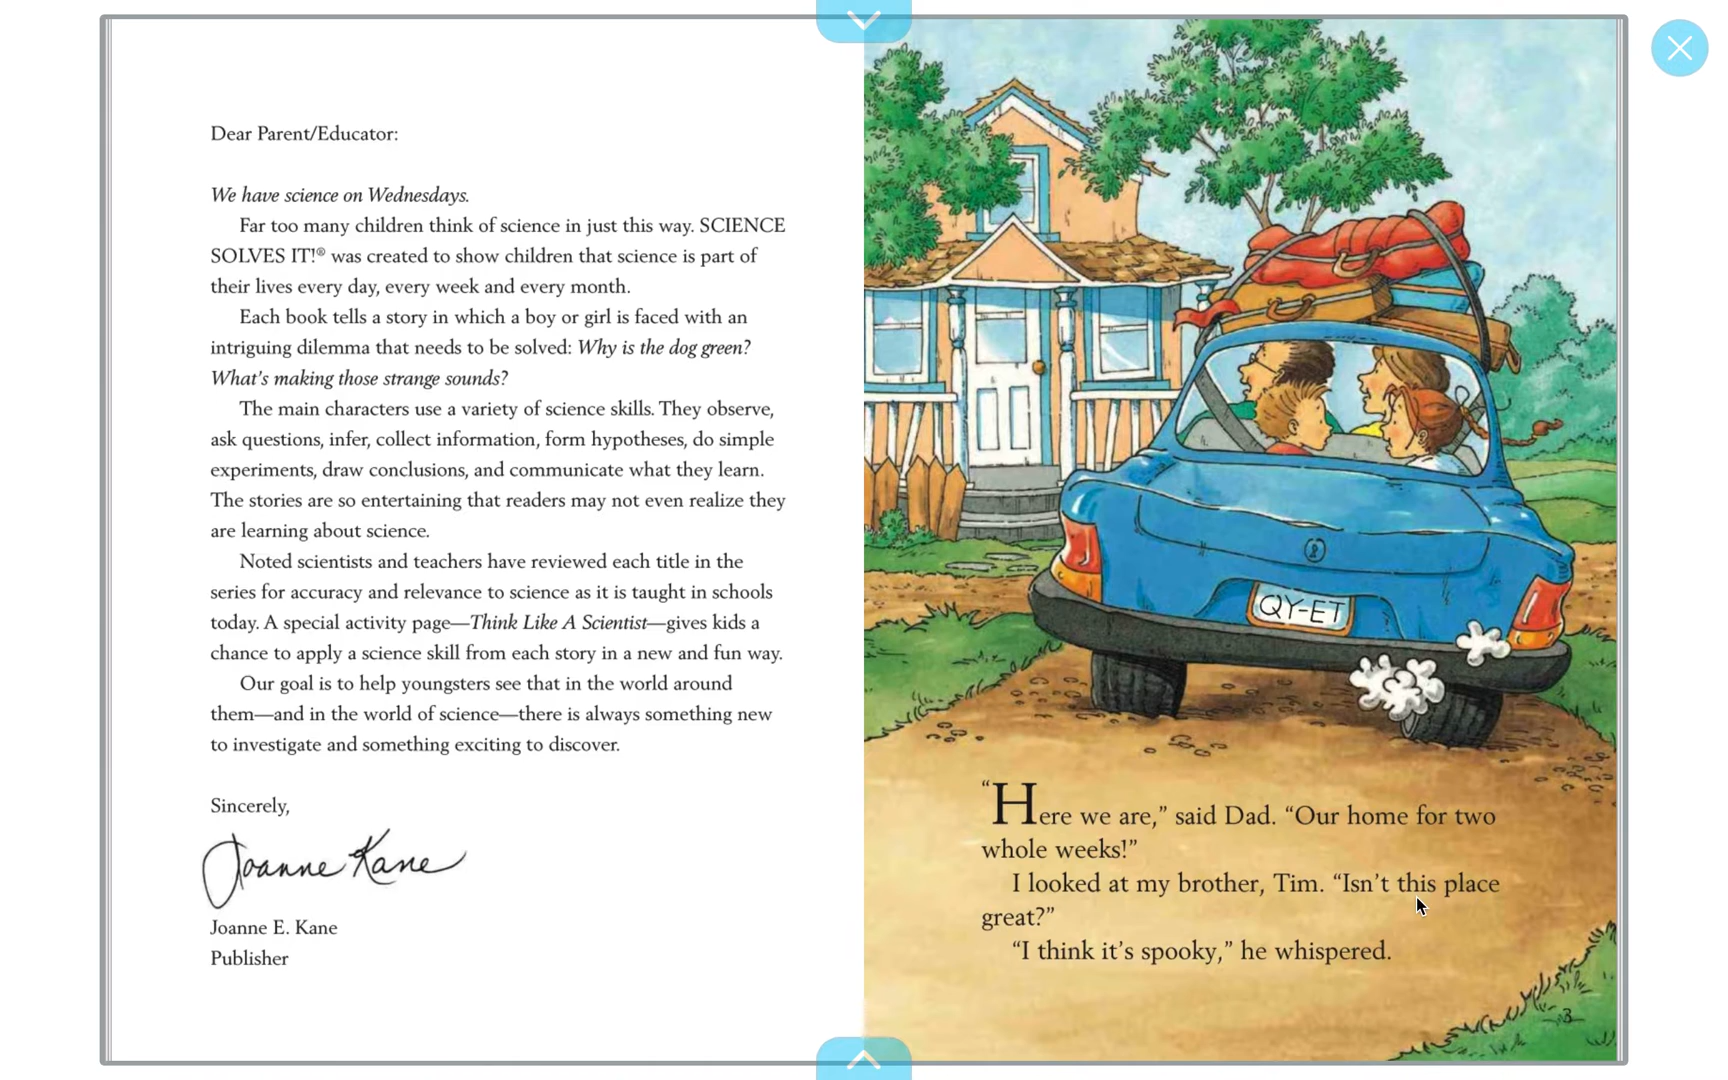 Dear Parent/Educator:
We have science on Wednesdays.
Far too many children think of science in just this way. SCIENCE
SOLVES IT!® was created to show children that science is part of
their lives every day, every week and every month.
Each book tells a story in which a boy or girl is faced with an
intriguing dilemma that needs to be solved: Why is the dog green?
What's making those strange sounds?
The main characters use a variety of science skills. They observe,
ask questions, infer, collect information, form hypotheses, do simple
experiments, draw conclusions, and communicate what they learn.
The stories are so entertaining that readers may not even realize they
are learning about science.
Noted scientists and teachers have reviewed each title in the
series for accuracy and relevance to science as it is taught in schools
today. A special activity page—Think Like A Scientist—gives kids a
chance to apply a science skill from each story in a new and fun way.
Our goal is to help youngsters see that in the world around
them—and in the world of science—there is always something new
to investigate and something exciting to discover.
Sincerely,
Joanne Kane
Joanne E. Kane
Publisher
QY-ET
“Here we are,” said Dad. “Our home for two
whole weeks!”
I looked at my brother, Tim. “Isn’t this place
great?”
“I think it’s spooky,” he whispered.
3